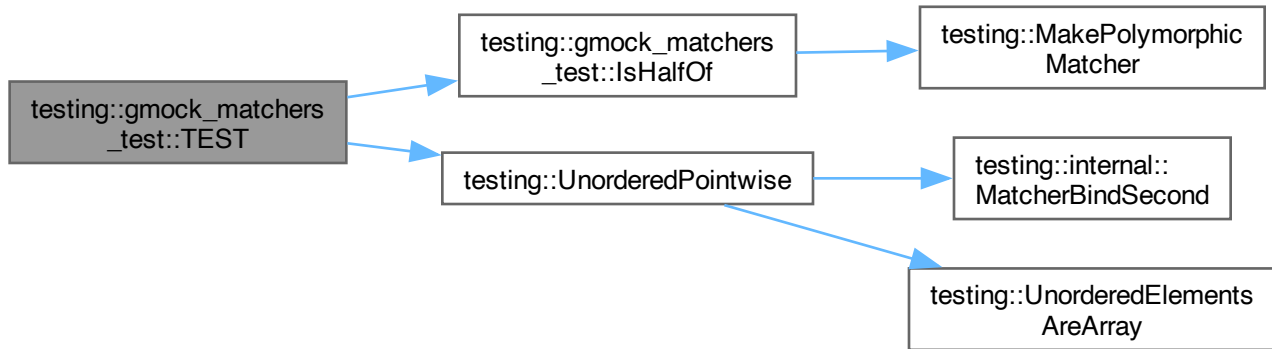 testing::gmock_matchers
_test::TEST
testing::gmock_matchers
_test::IsHalfOf
testing::MakePolymorphic
Matcher
testing::UnorderedPointwise
testing::internal::
MatcherBindSecond
testing::UnorderedElements
AreArray